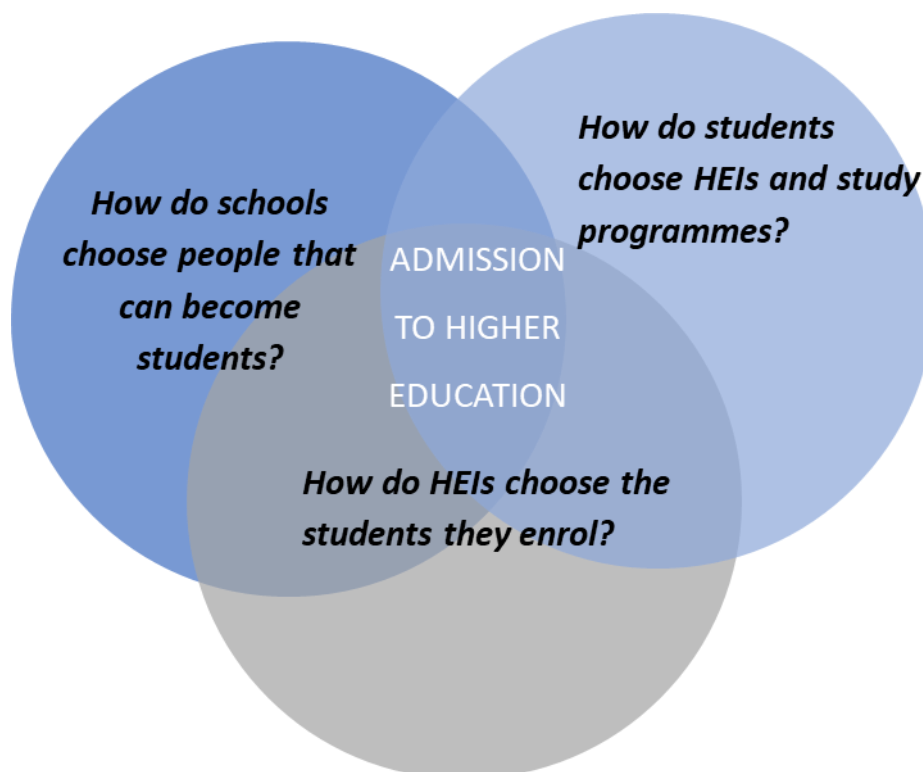 How do schools
choose people that
can become
students?
How do students
choose HEIs and study
programmes?
ADMISSION
TO HIGHER
EDUCATION
How do HEIs choose the
students they enrol?